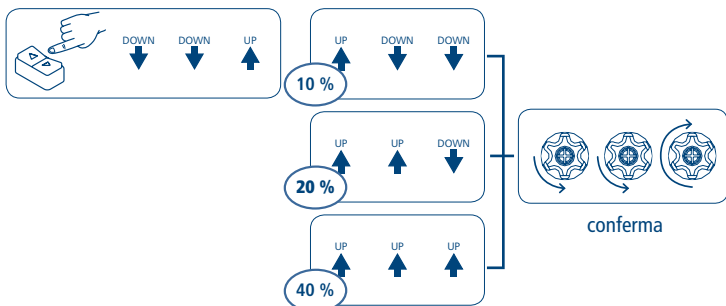 DOWN DOWN UP
UP DOWN DOWN
10 %
UP UP DOWN
20 %
UP UP UP
40 %
conferma